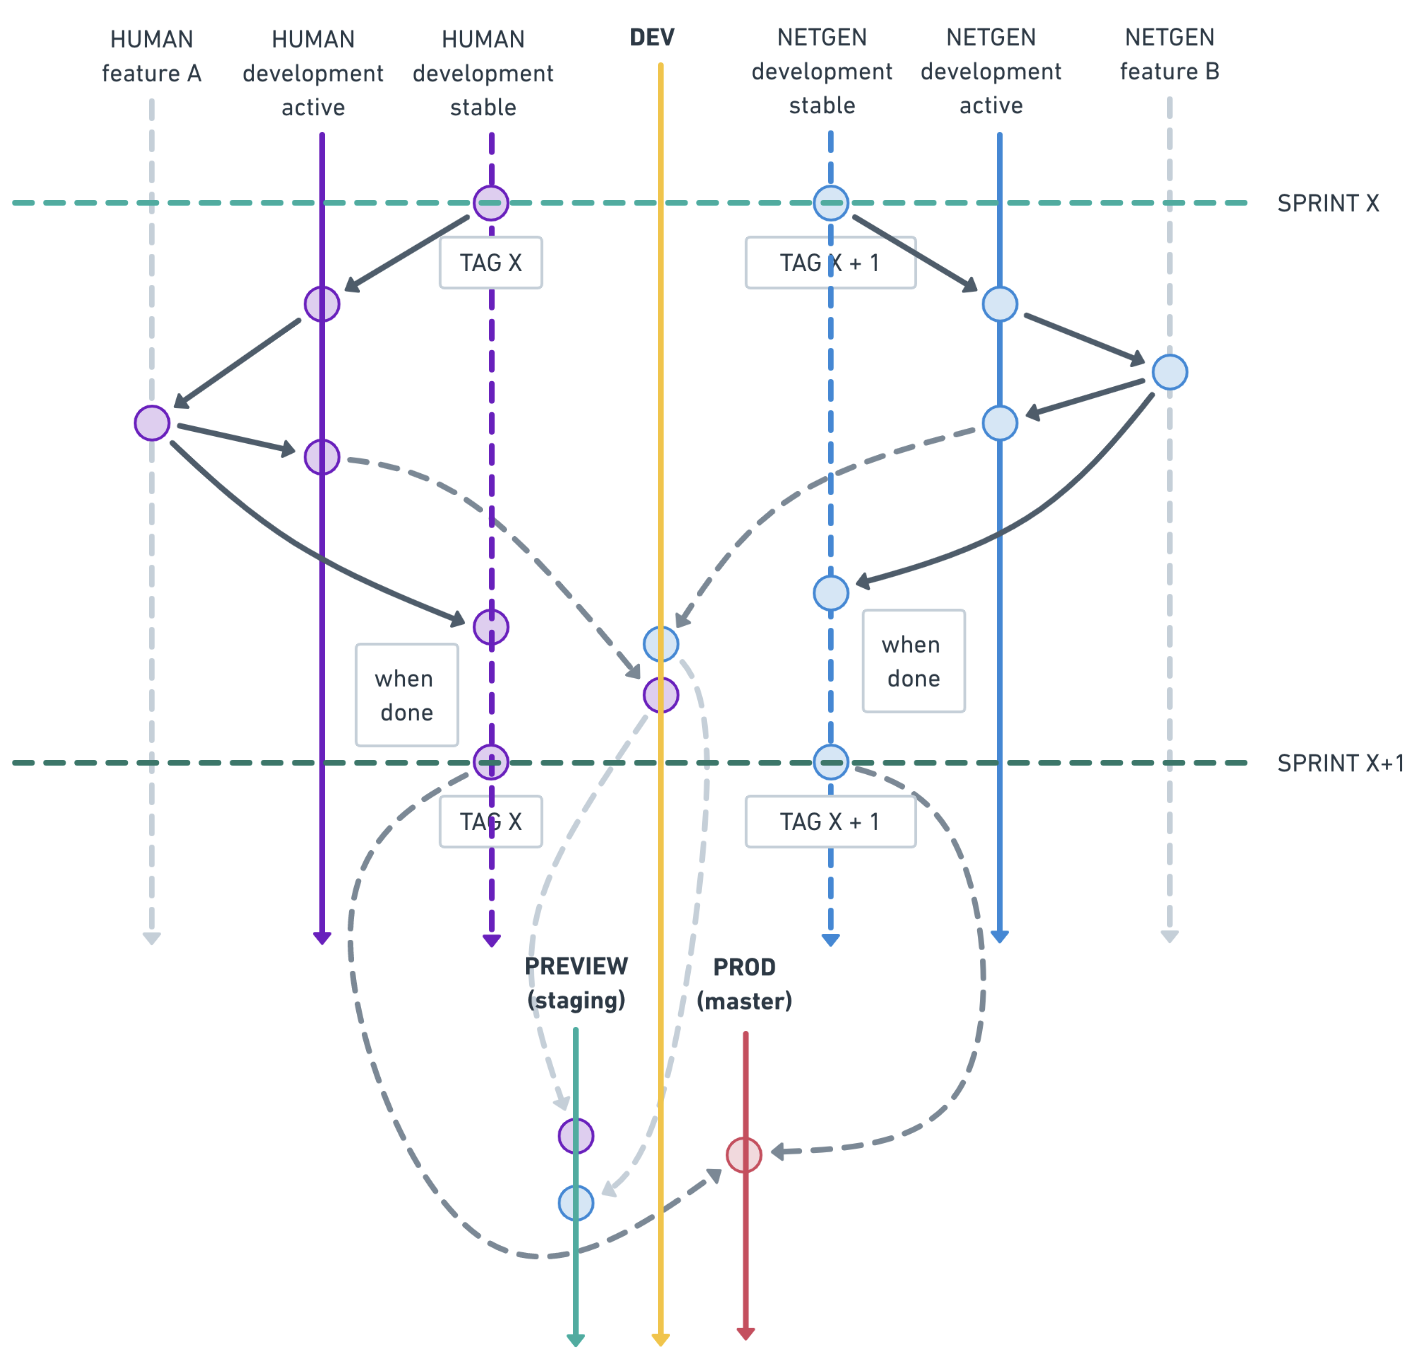 HUMAN
feature A
HUMAN
development
active
HUMAN
development
stable
DEV
NETGEN
development
stable
NETGEN
development
active
NETGEN
feature B
SPRINT X
TAG X
TAG X + 1
when
done
when
done
SPRINT X+1
TAG X
TAG X + 1
PREVIEW
(staging)
PROD
(master)